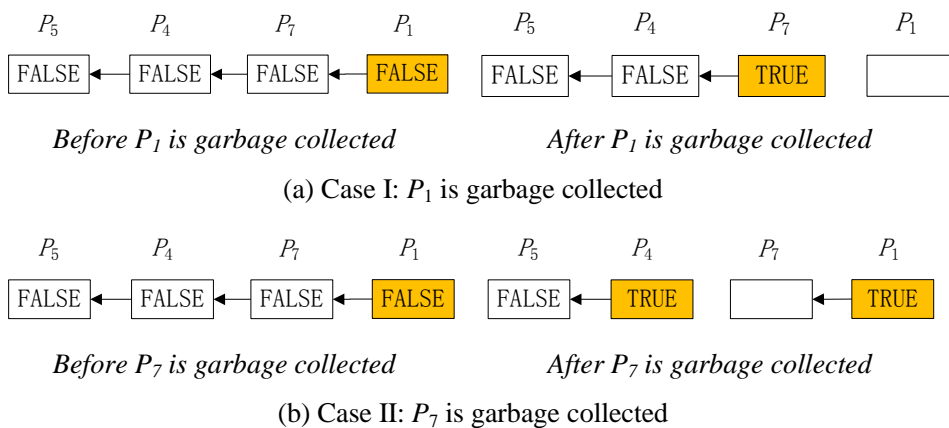 P5 P4 P7 P1 P5 P4 P7 P1
FALSE FALSE FALSE FALSE FALSE FALSE TRUE
Before P1 is garbage collected After P1 is garbage collected
(a) Case I: P1 is garbage collected
P5 P4 P7 P1 P5 P4 P7 P1
FALSE FALSE FALSE FALSE FALSE TRUE TRUE
Before P7 is garbage collected After P7 is garbage collected
(b) Case II: P7 is garbage collected